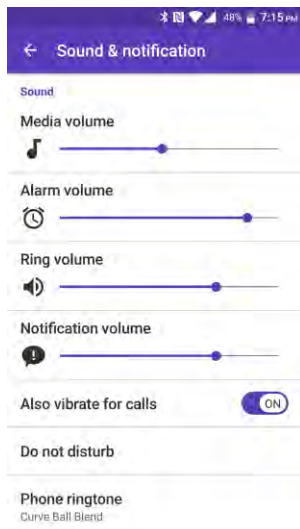 48% 7:15 PM
Sound & notification
Sound
Media volume
Alarm volume
Ring volume
Notification volume
Also vibrate for calls
ON
Do not disturb
Phone ringtone
Curve Ball Blend